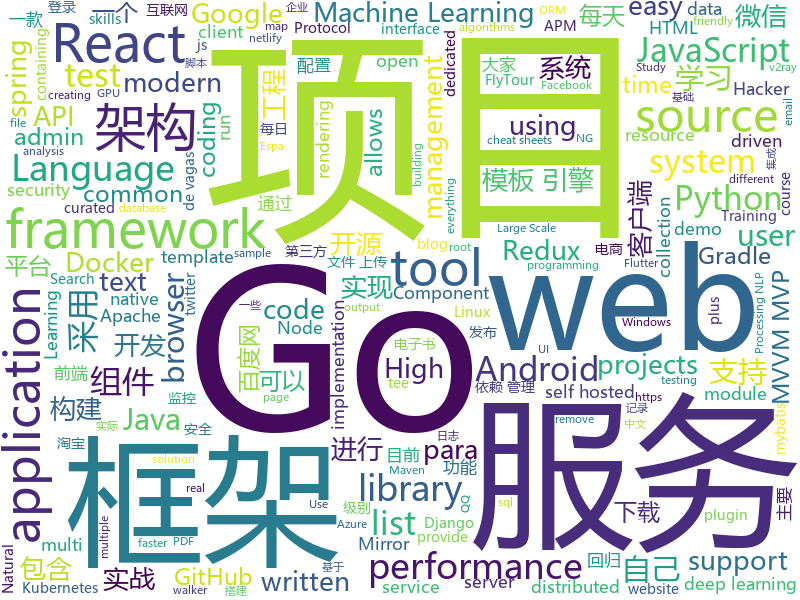 登录 一款 互联网 一个 Google client Protocol skills Machine Learning interface 企业 ORM 每天 easy 微信 map algorithms
containing js React 配置 open dedicated APM data HTML netlify 脚本
spring test modern 项目 大家 FlyTour Facebook 系统 JavaScript friendly
工程 GPU 每日 Espa time 学习 Study v2ray
API 架构 coding rendering Hacker 基础 email
creating admin run allows management using source driven
file Language common building cheat sheets NG resource
analysis security curated 通过 everything 模板 引擎 system different 集成
framework de vagas Large Scale 客户端 Python course
平台 Docker template sample 第三方 开源 blog root tool Redux 电商 Flutter user Training collection demo
database text Search native twitter Go web Component programming Gradle
application 采用 browser 开发 Apache code Node 实现 文件 上传 一些 Linux Android Windows plus Processing NLP
Learning 前端 组件 百度网 可以 output implementation High 电子书 发布 UI projects 支持 MVVM MVP
构建 监控 Java 进行 tee 目前 para 依赖 管理 testing self hosted module
淘宝 安全 框架 library 功能 日志 服务 https remove 记录 中文 mybatis
实际 page list 级别 Maven Django 下载 主要
Natural multi solution Mirror provide QQ plugin sql
包含 实战 real Use Azure support 回归
multiple GitHub faster PDF service server 基于 distributed deep learning
Kubernetes walker 搭建 written performance website 自己